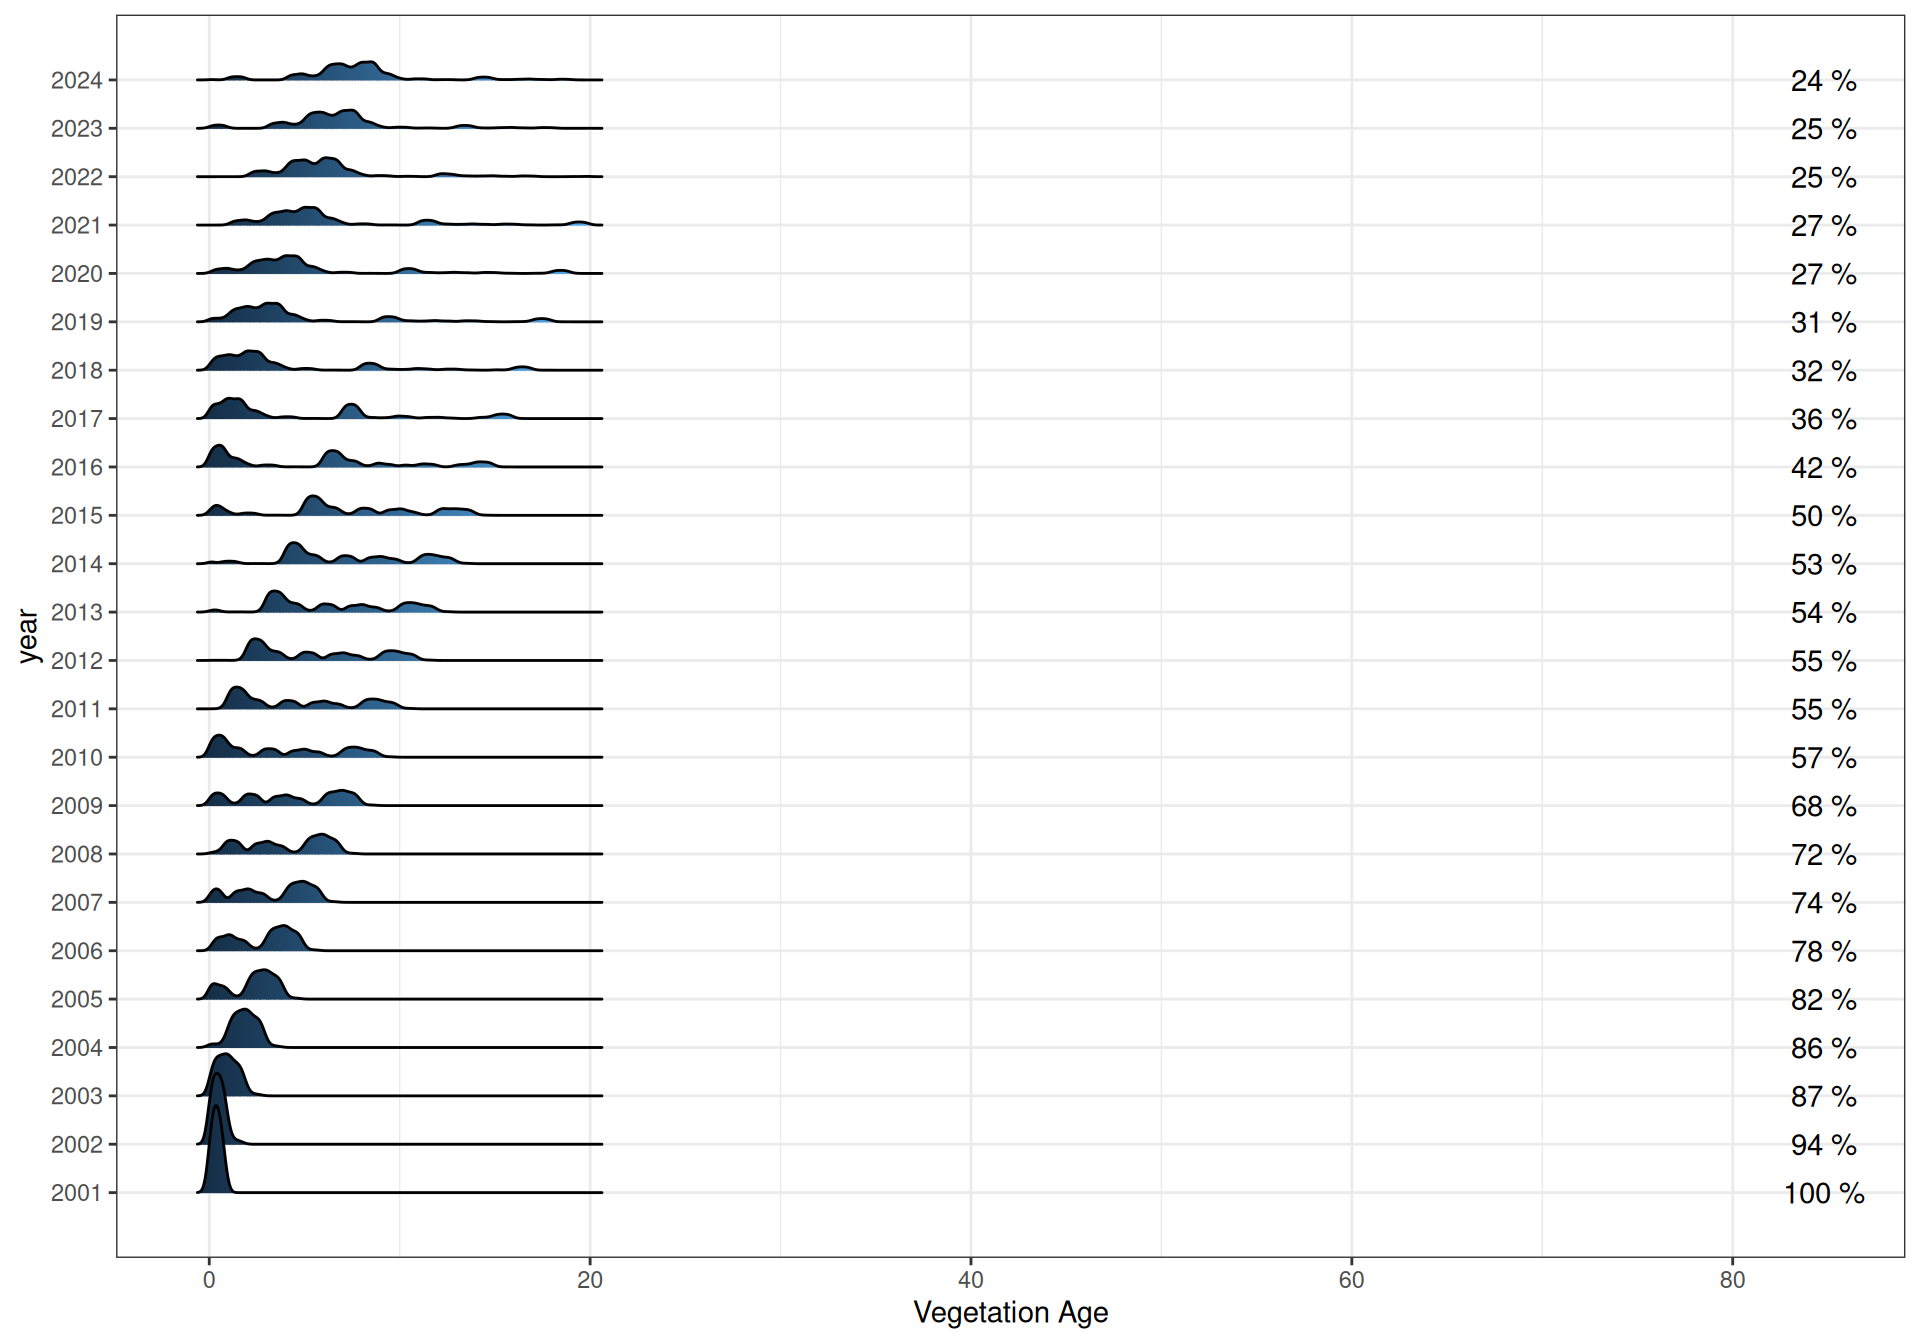 2024 24 %
2023 25 %
2022 25 %
2021 27 %
2020 27 %
2019 31 %
2018 32 %
2017 36 %
2016 42 %
2015 50 %
2014 53 %
2013 54 %
year
2012 55 %
2011 55 %
2010 57 %
2009 68 %
2008 72 %
2007 74 %
2006 78 %
2005 82 %
2004 86 %
2003 87 %
2002 94 %
2001 100 %
0 20 40 60 80
Vegetation Age